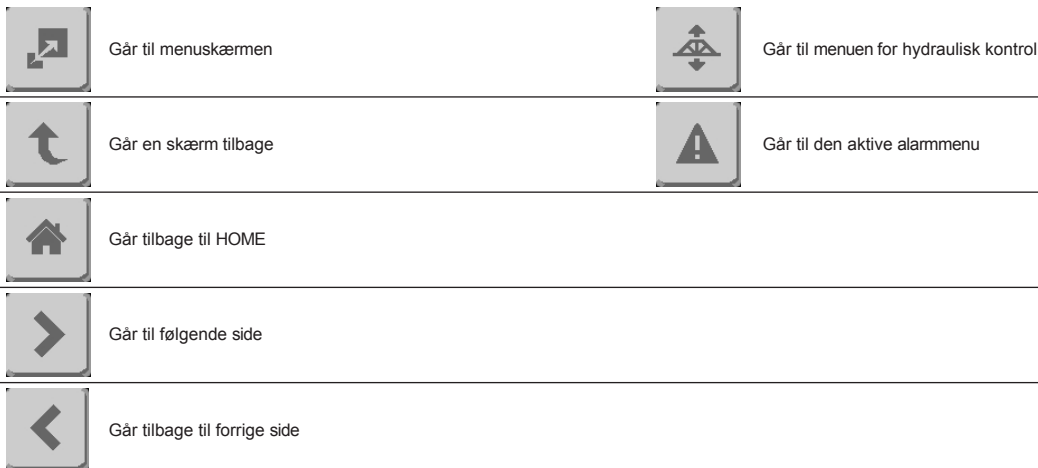 Går til menuskærmen
Går til menuen for hydraulisk kontrol
Går en skærm tilbage
Går til den aktive alarmmenu
Går tilbage til HOME
Går til følgende side
Går tilbage til forrige side